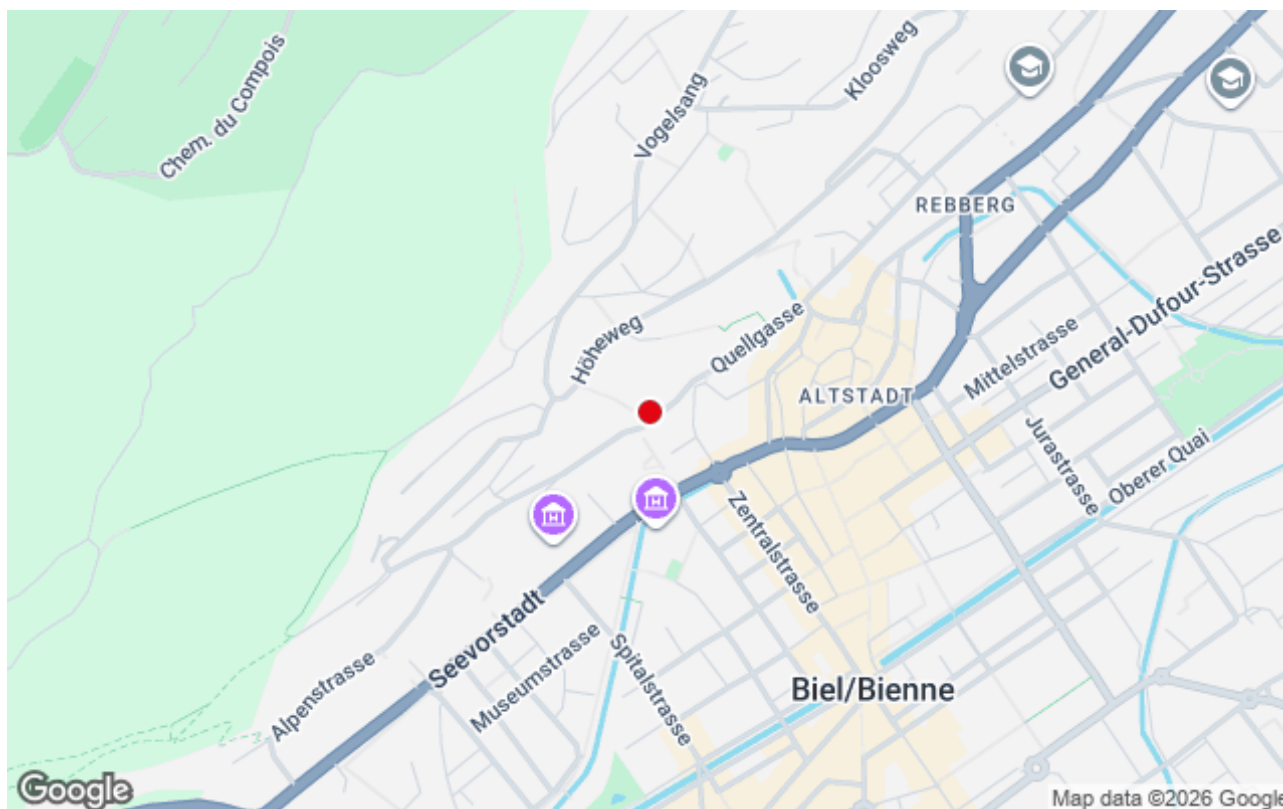 Chem. du Compois
Vogelsang
Kloosweg
REBBERG
General-Dufour-Strasse
Höheweg
Quellgasse
Mittelstrasse
ALTSTADT
Jurastrasse
Oberer Quai
Zentralstrasse
Seevorstadt
Museumstrasse
Spitalstrasse
Alpenstrasse
Biel/Bienne
Google
Map data ©2026 Google